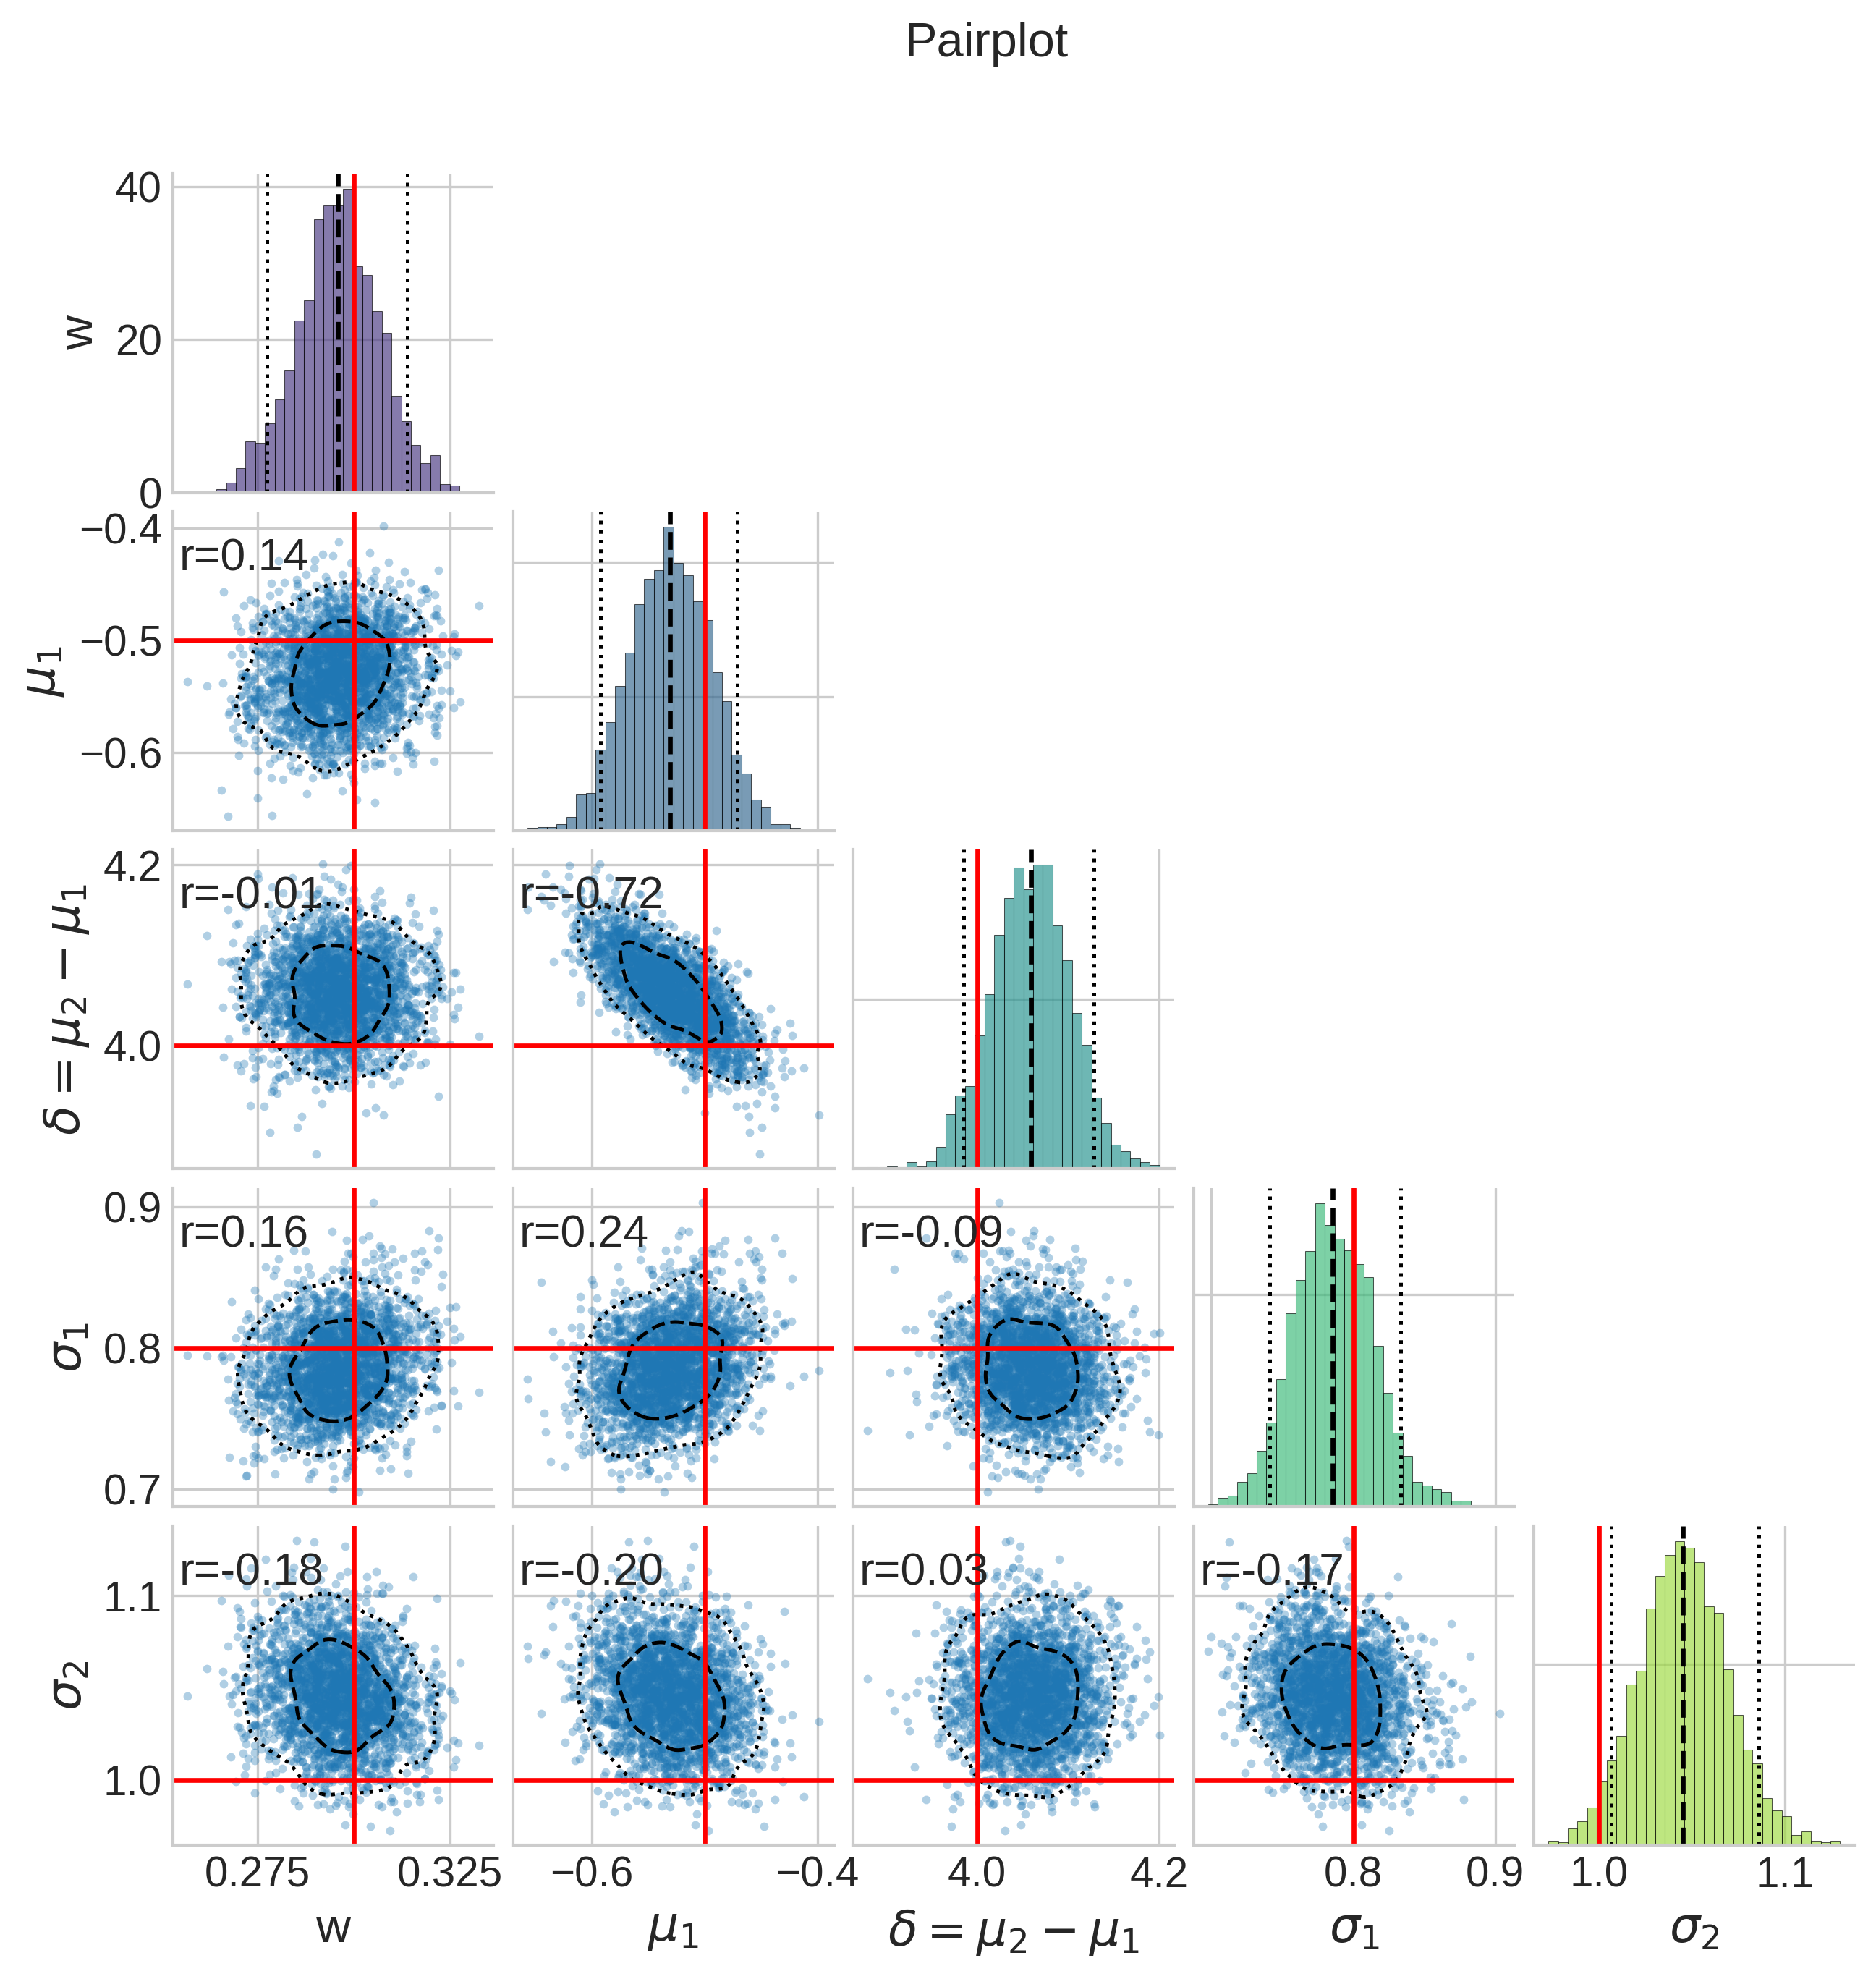 Pairplot
40
w
20
0
−0.4
r=0.14
−0.5
μ₁
−0.6
4.2
r=-0.01
r=-0.72
δ = μ₂ − μ₁
4.0
0.9
r=0.16
r=0.24
r=-0.09
σ₁
0.8
0.7
r=-0.18
r=-0.20
r=0.03
r=-0.17
1.1
σ₂
1.0
0.275
0.325
−0.6
−0.4
4.0
4.2
0.8
0.9
1.0
1.1
w
μ₁
δ = μ₂ − μ₁
σ₁
σ₂